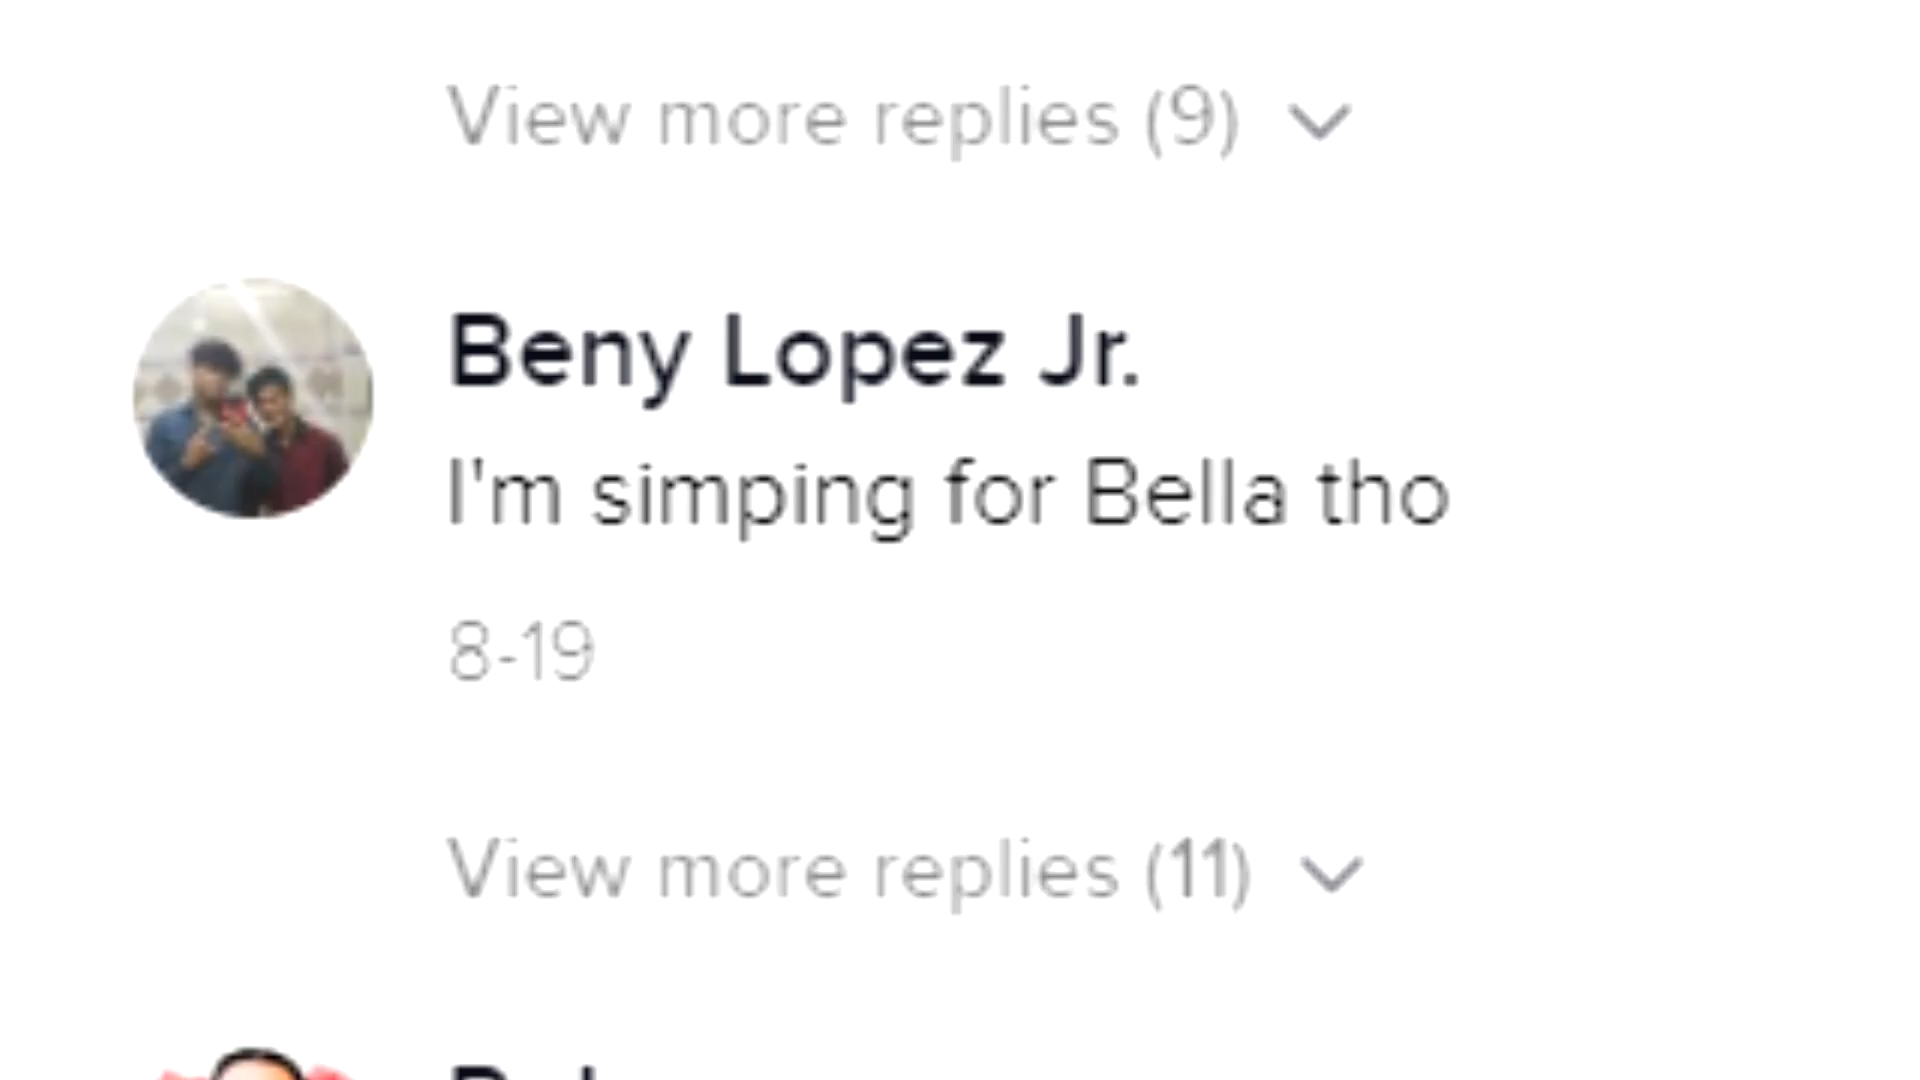 View more replies (9)
Beny Lopez Jr.
I'm simping for Bella tho
8-19
View more replies (11)